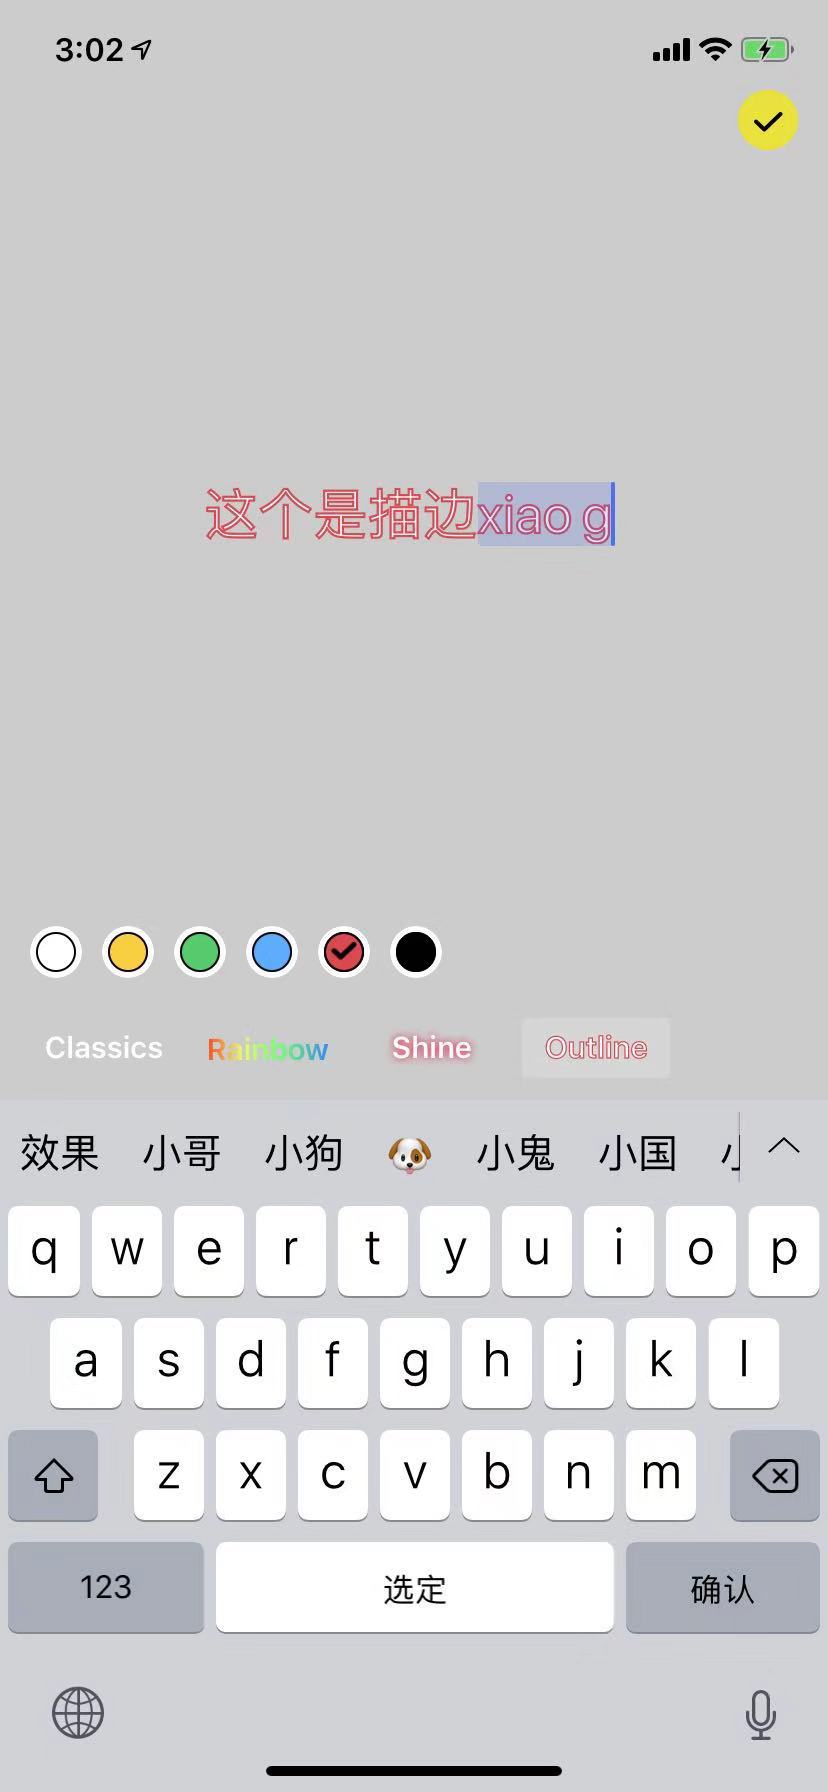 3:02
这个是描边xiao g
Classics Rainbow Shine Outline
效果 小哥 小狗 🐶 小鬼 小国
q w e r t y u i o p
a s d f g h j k l
z x c v b n m
123 选定 确认